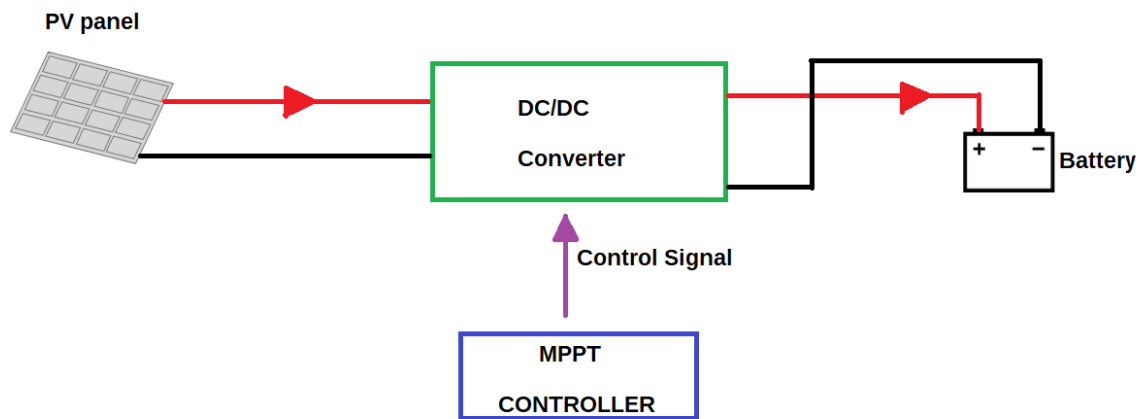 PV panel
DC/DC
Converter
+ −
Battery
Control Signal
MPPT
CONTROLLER